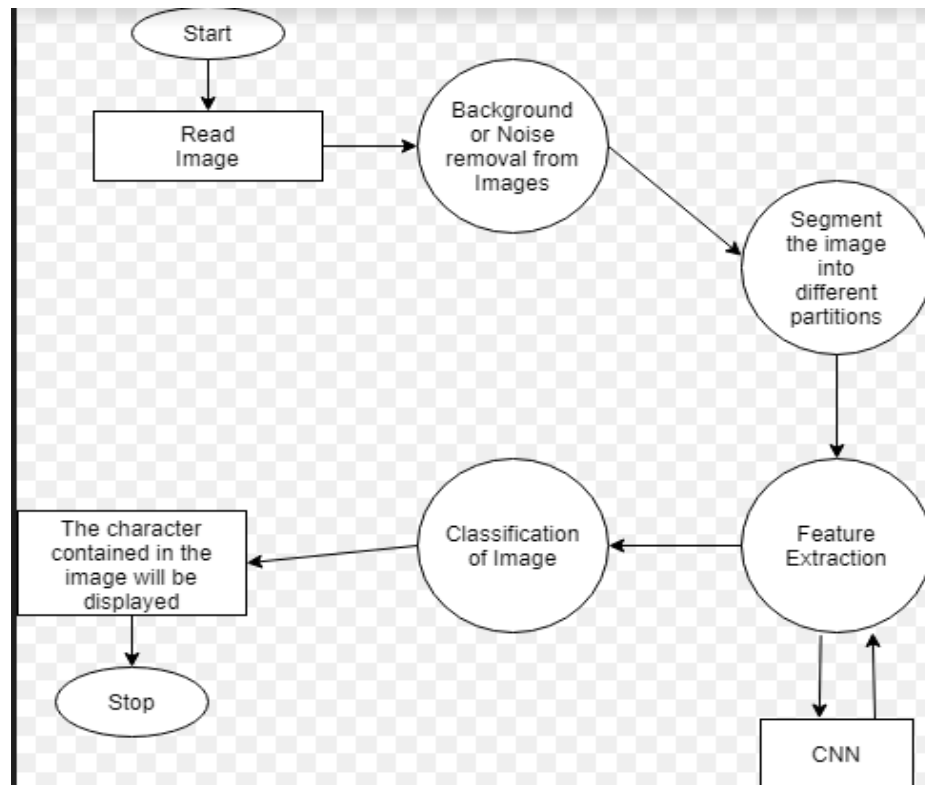 Start
Read
Image
Background
or Noise
removal from
Images
Segment
the image
into
different
partitions
Feature
Extraction
CNN
Classification
of Image
The character
contained in the
image will be
displayed
Stop